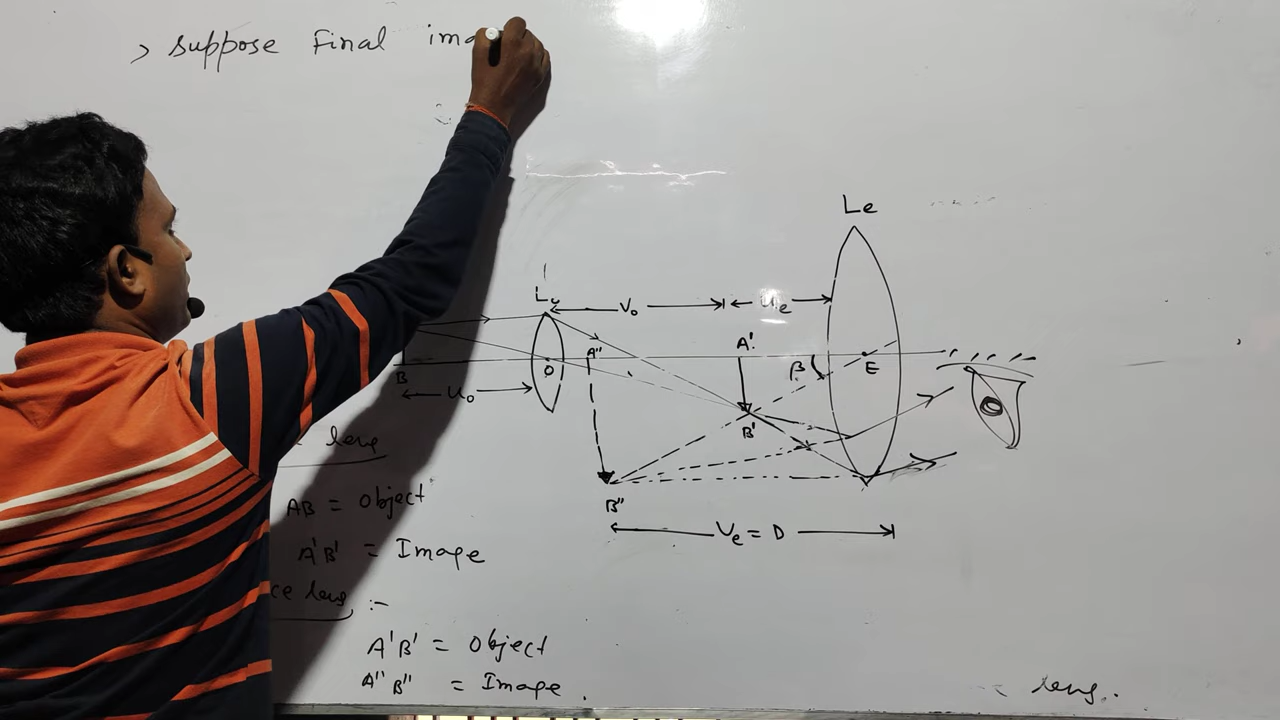 > Suppose Final ima
Le
Lo
Vo
Ue
A"
A'
B
O
β
E
Uo
B'
lens
B"
AB = Object
Ve = D
A'B' = Image
ce lens :-
A'B' = Object
A"B" = Image.
lens.